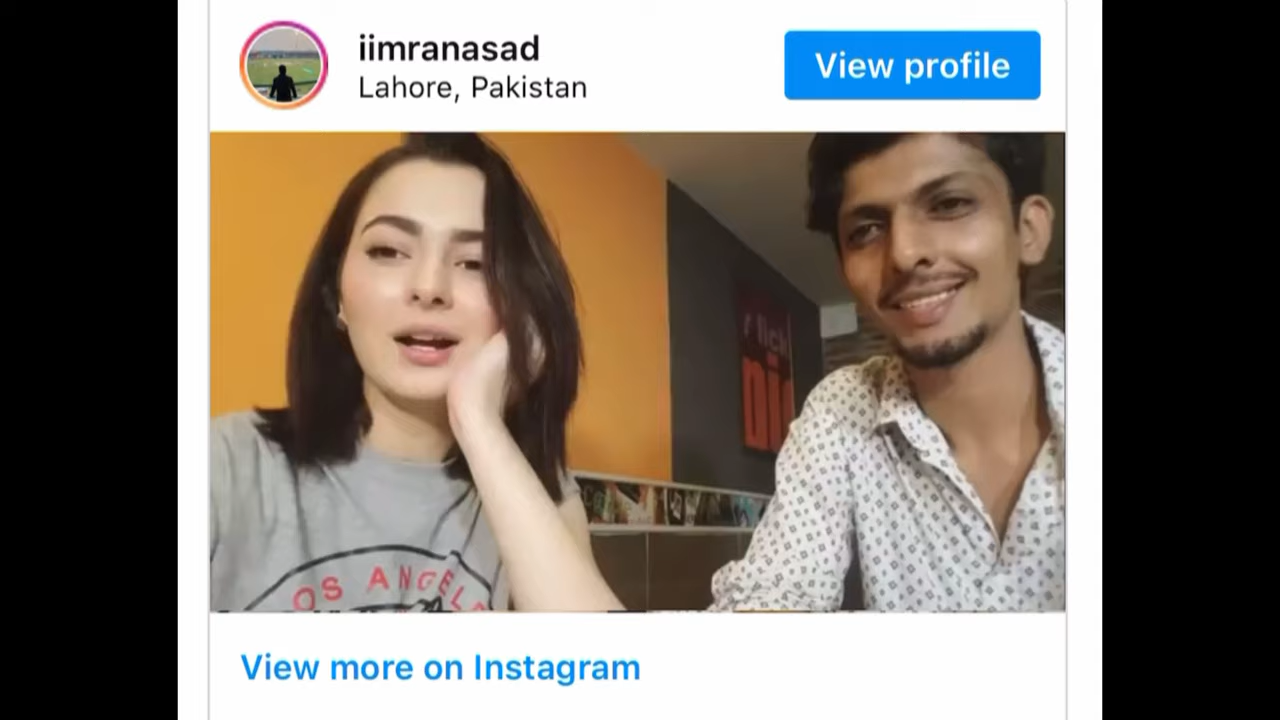 iimranasad
Lahore, Pakistan
View profile
OS ANGEL
View more on Instagram